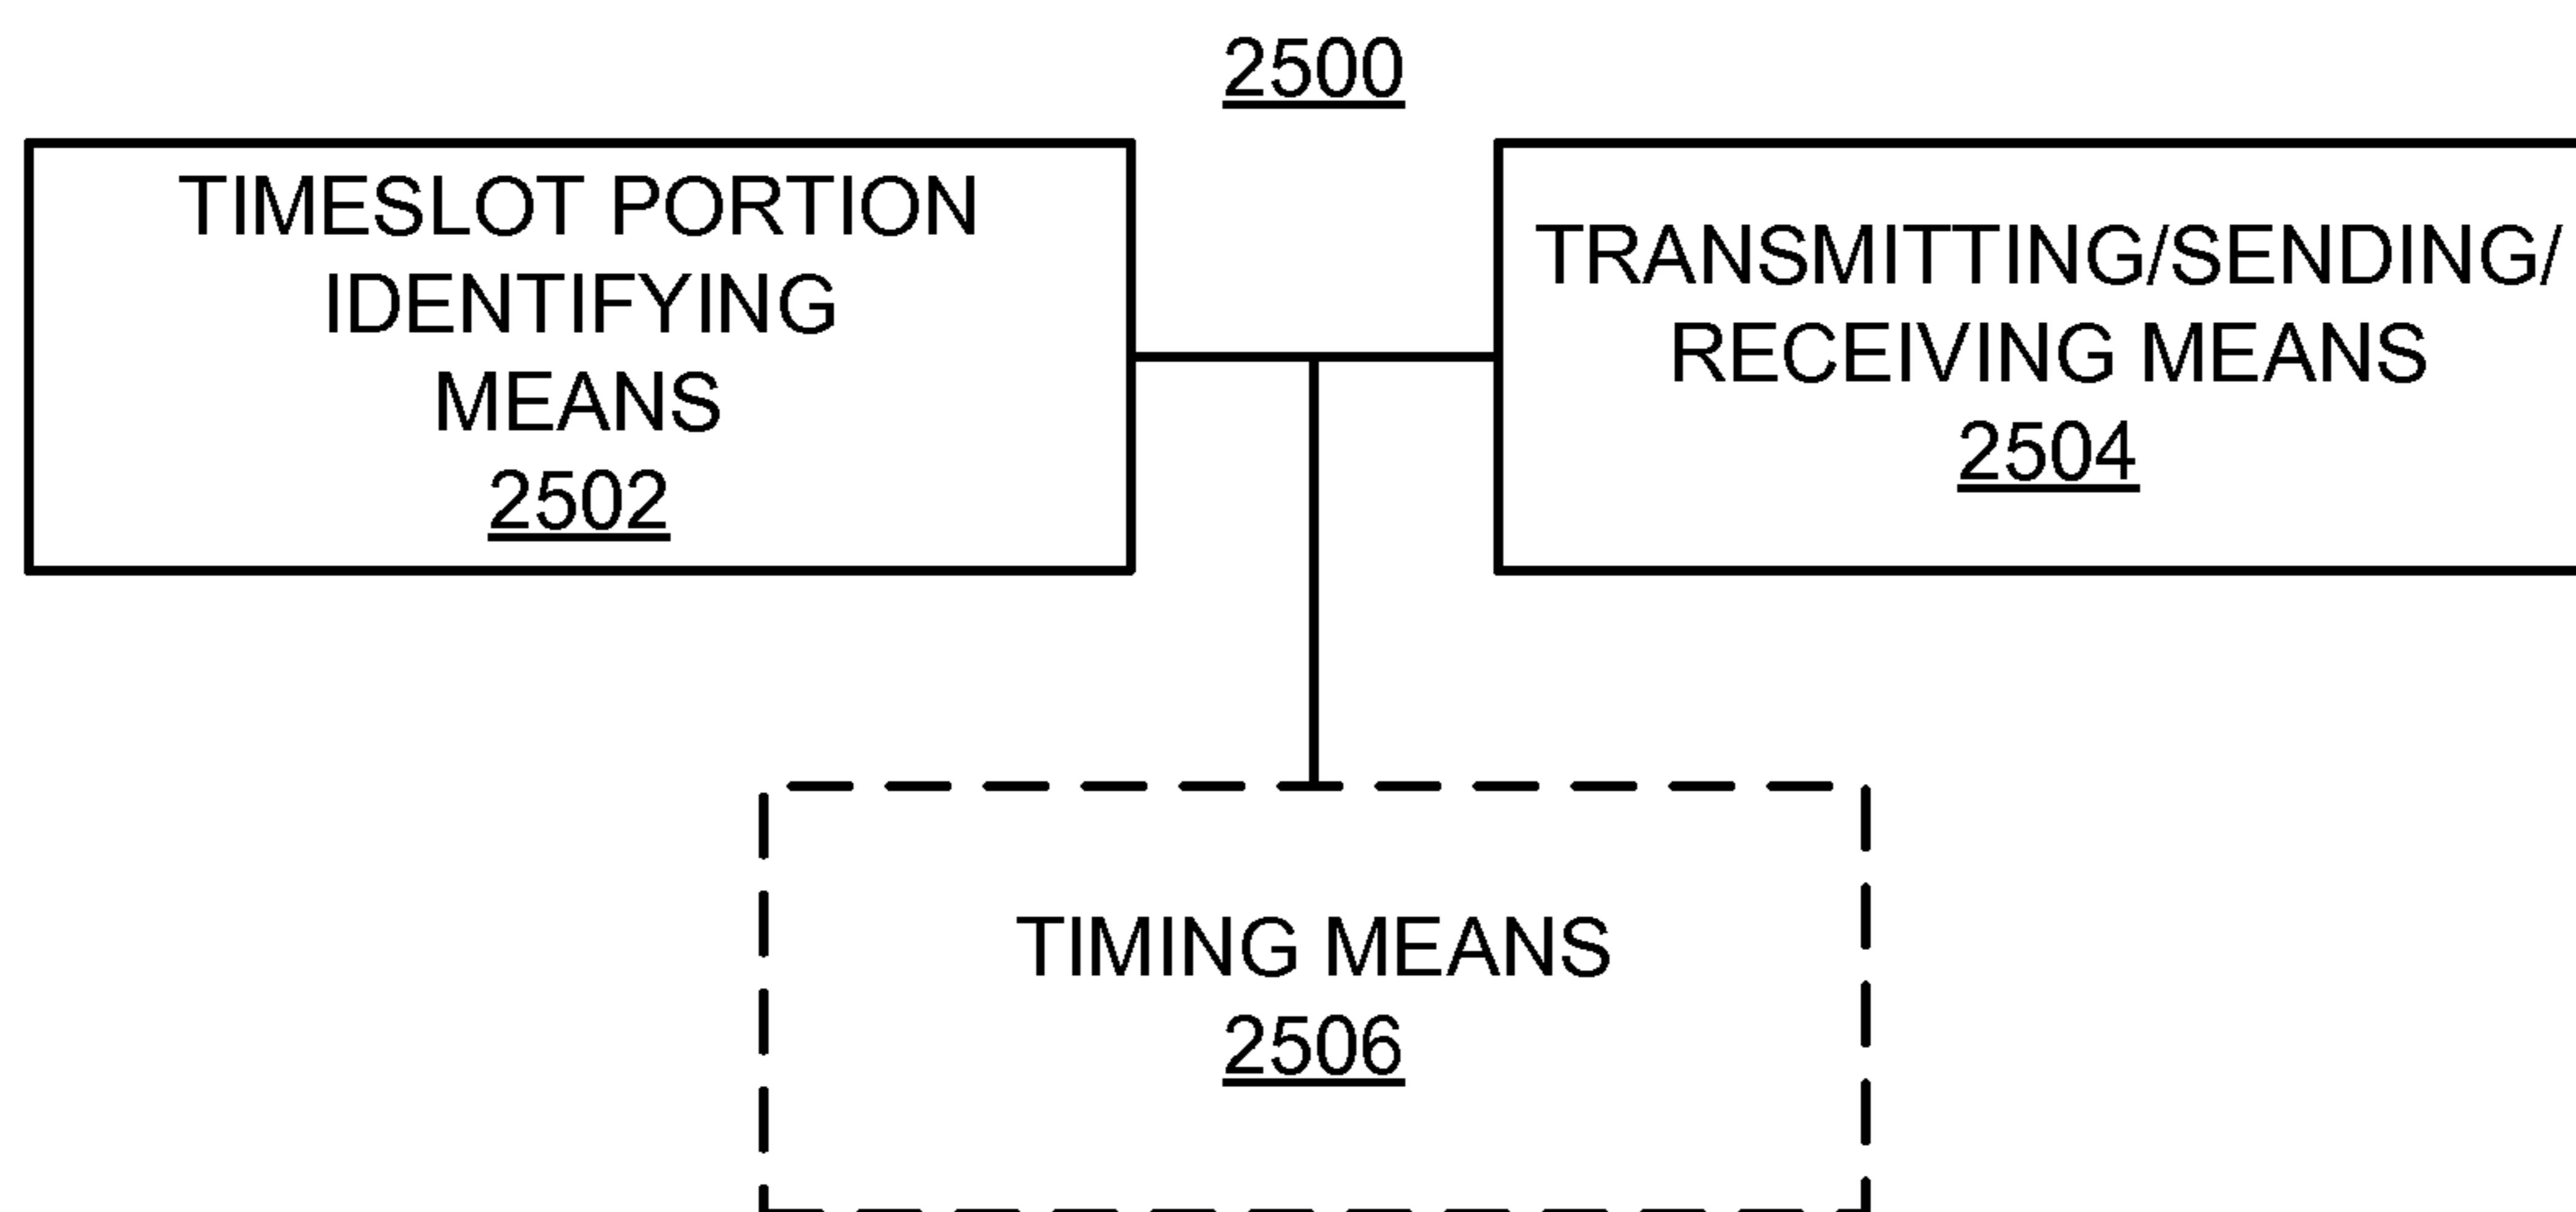 2500
TIMESLOT PORTION
IDENTIFYING
MEANS
2502
TRANSMITTING/SENDING/
RECEIVING MEANS
2504
TIMING MEANS
2506